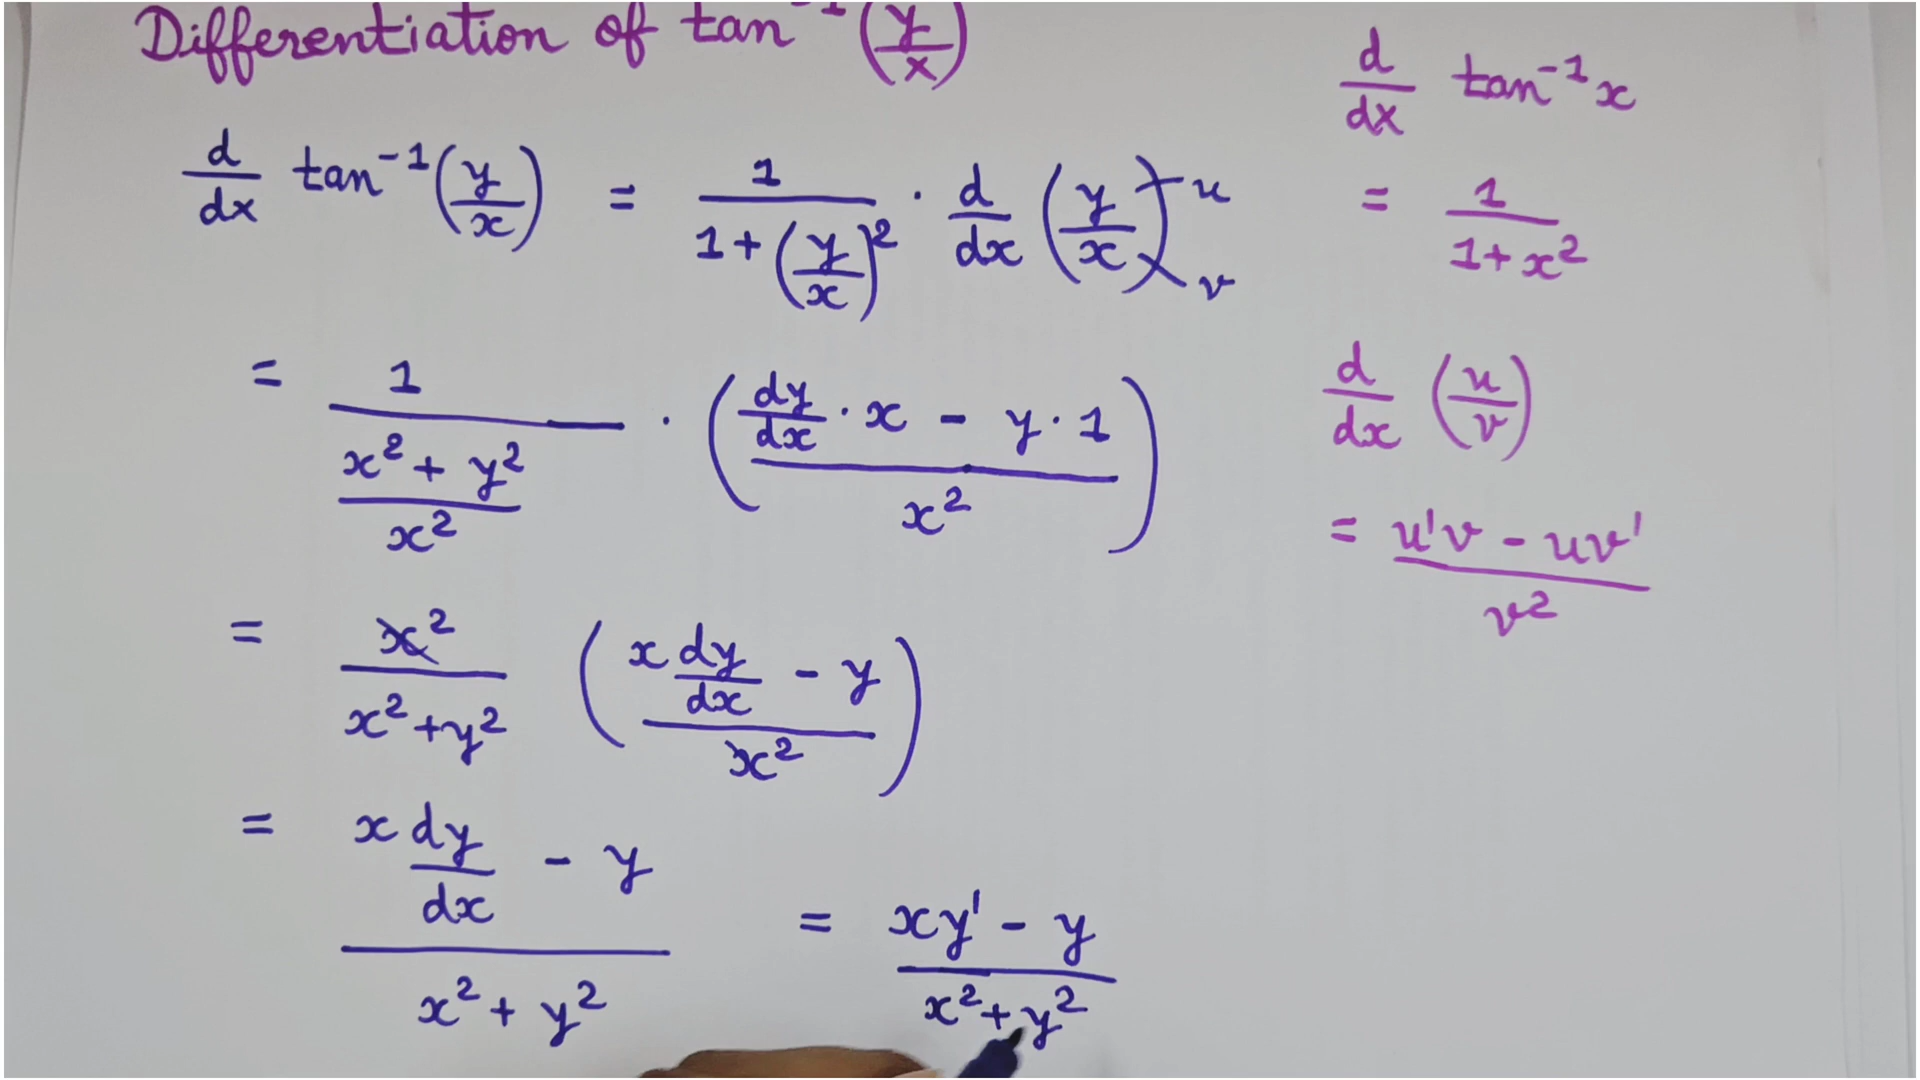 Differentiation of tan⁻¹(y/x)
d/dx tan⁻¹(y/x) = 1/(1+(y/x)²) · d/dx (y/x) u v
= 1/((x²+y²)/x²) · ((dy/dx · x - y · 1)/x²)
= x²/(x²+y²) ((x dy/dx - y)/x²)
= (x dy/dx - y)/(x²+y²) = (xy' - y)/(x²+y²)
d/dx tan⁻¹x
= 1/(1+x²)
d/dx (u/v)
= (u'v - uv')/v²